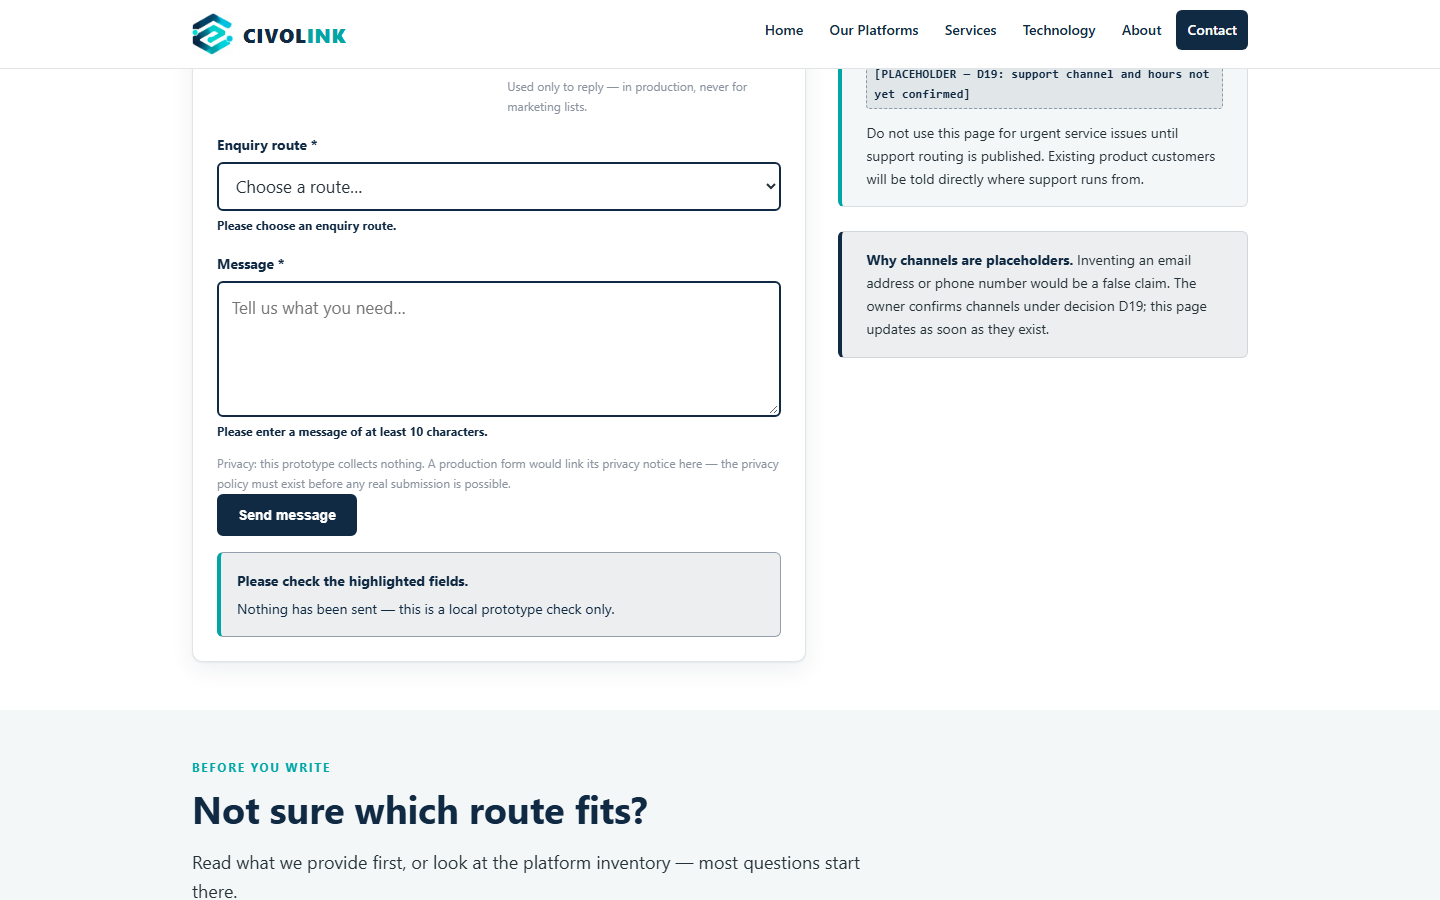 CIVOLINK
Home
Our Platforms
Services
Technology
About
Contact
Used only to reply — in production, never for
marketing lists.
Enquiry route *
Choose a route...
Please choose an enquiry route.
Message *
Tell us what you need...
Please enter a message of at least 10 characters.
Privacy: this prototype collects nothing. A production form would link its privacy notice here — the privacy
policy must exist before any real submission is possible.
Send message
Please check the highlighted fields.
Nothing has been sent — this is a local prototype check only.
[PLACEHOLDER — D19: support channel and hours not
yet confirmed]
Do not use this page for urgent service issues until
support routing is published. Existing product customers
will be told directly where support runs from.
Why channels are placeholders. Inventing an email
address or phone number would be a false claim. The
owner confirms channels under decision D19; this page
updates as soon as they exist.
BEFORE YOU WRITE
Not sure which route fits?
Read what we provide first, or look at the platform inventory — most questions start
there.